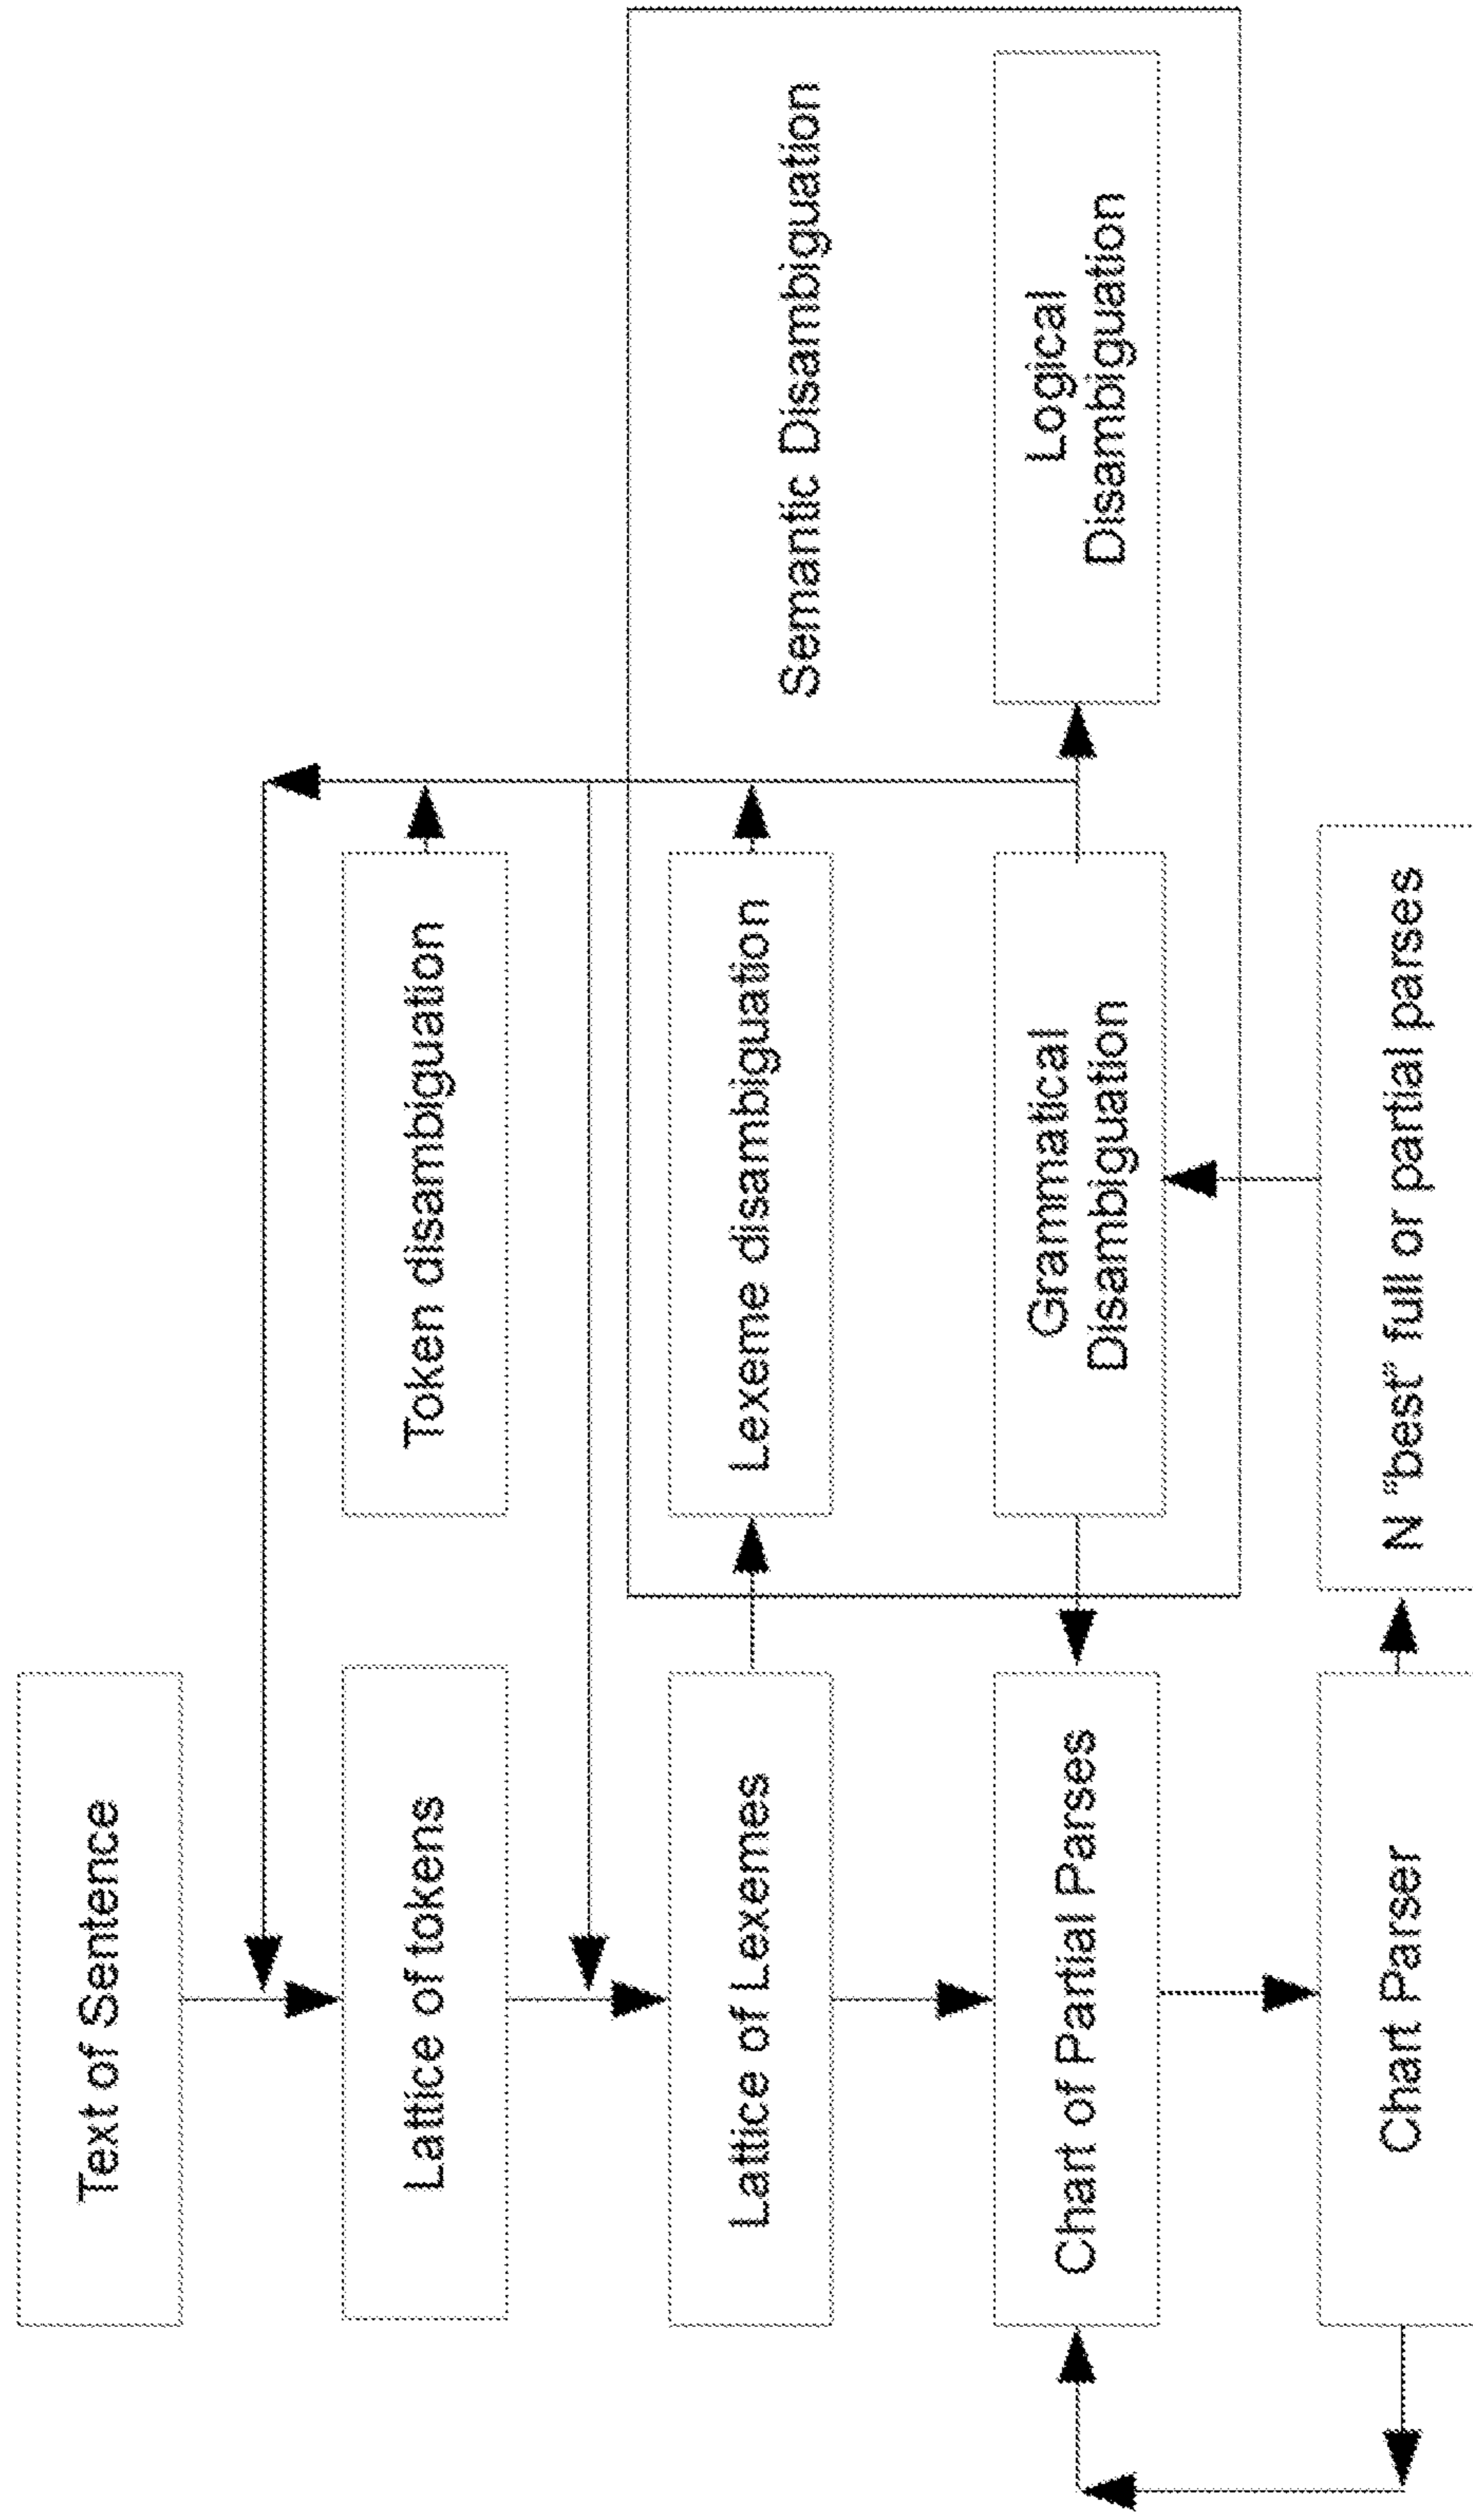 Text of Sentence
Lattice of tokens
Token disambiguation
Lattice of Lexemes
Lexeme disambiguation
Semantic Disambiguation
Chart of Partial Parses
Grammatical
Disambiguation
Logical
Disambiguation
Chart Parser
N “best” full or partial parses